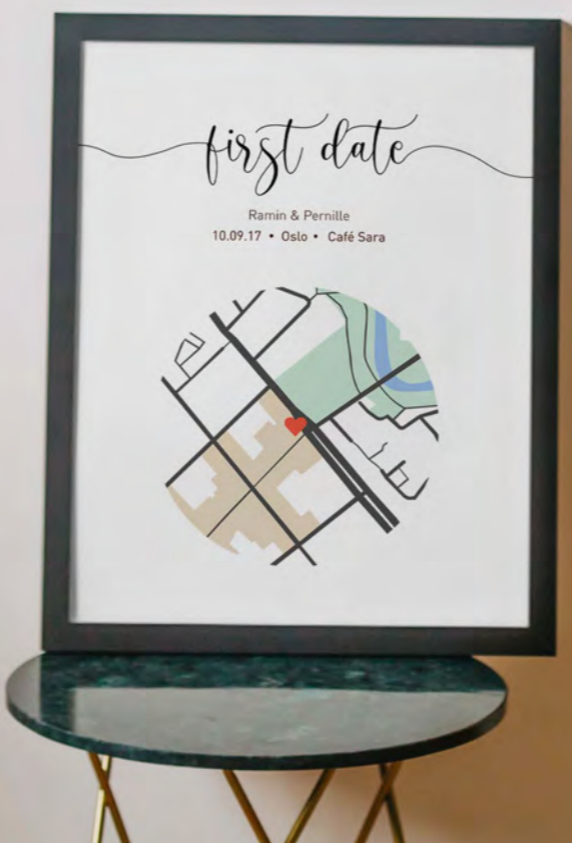 first date
Ramin & Pernille
10.09.17 • Oslo • Café Sara